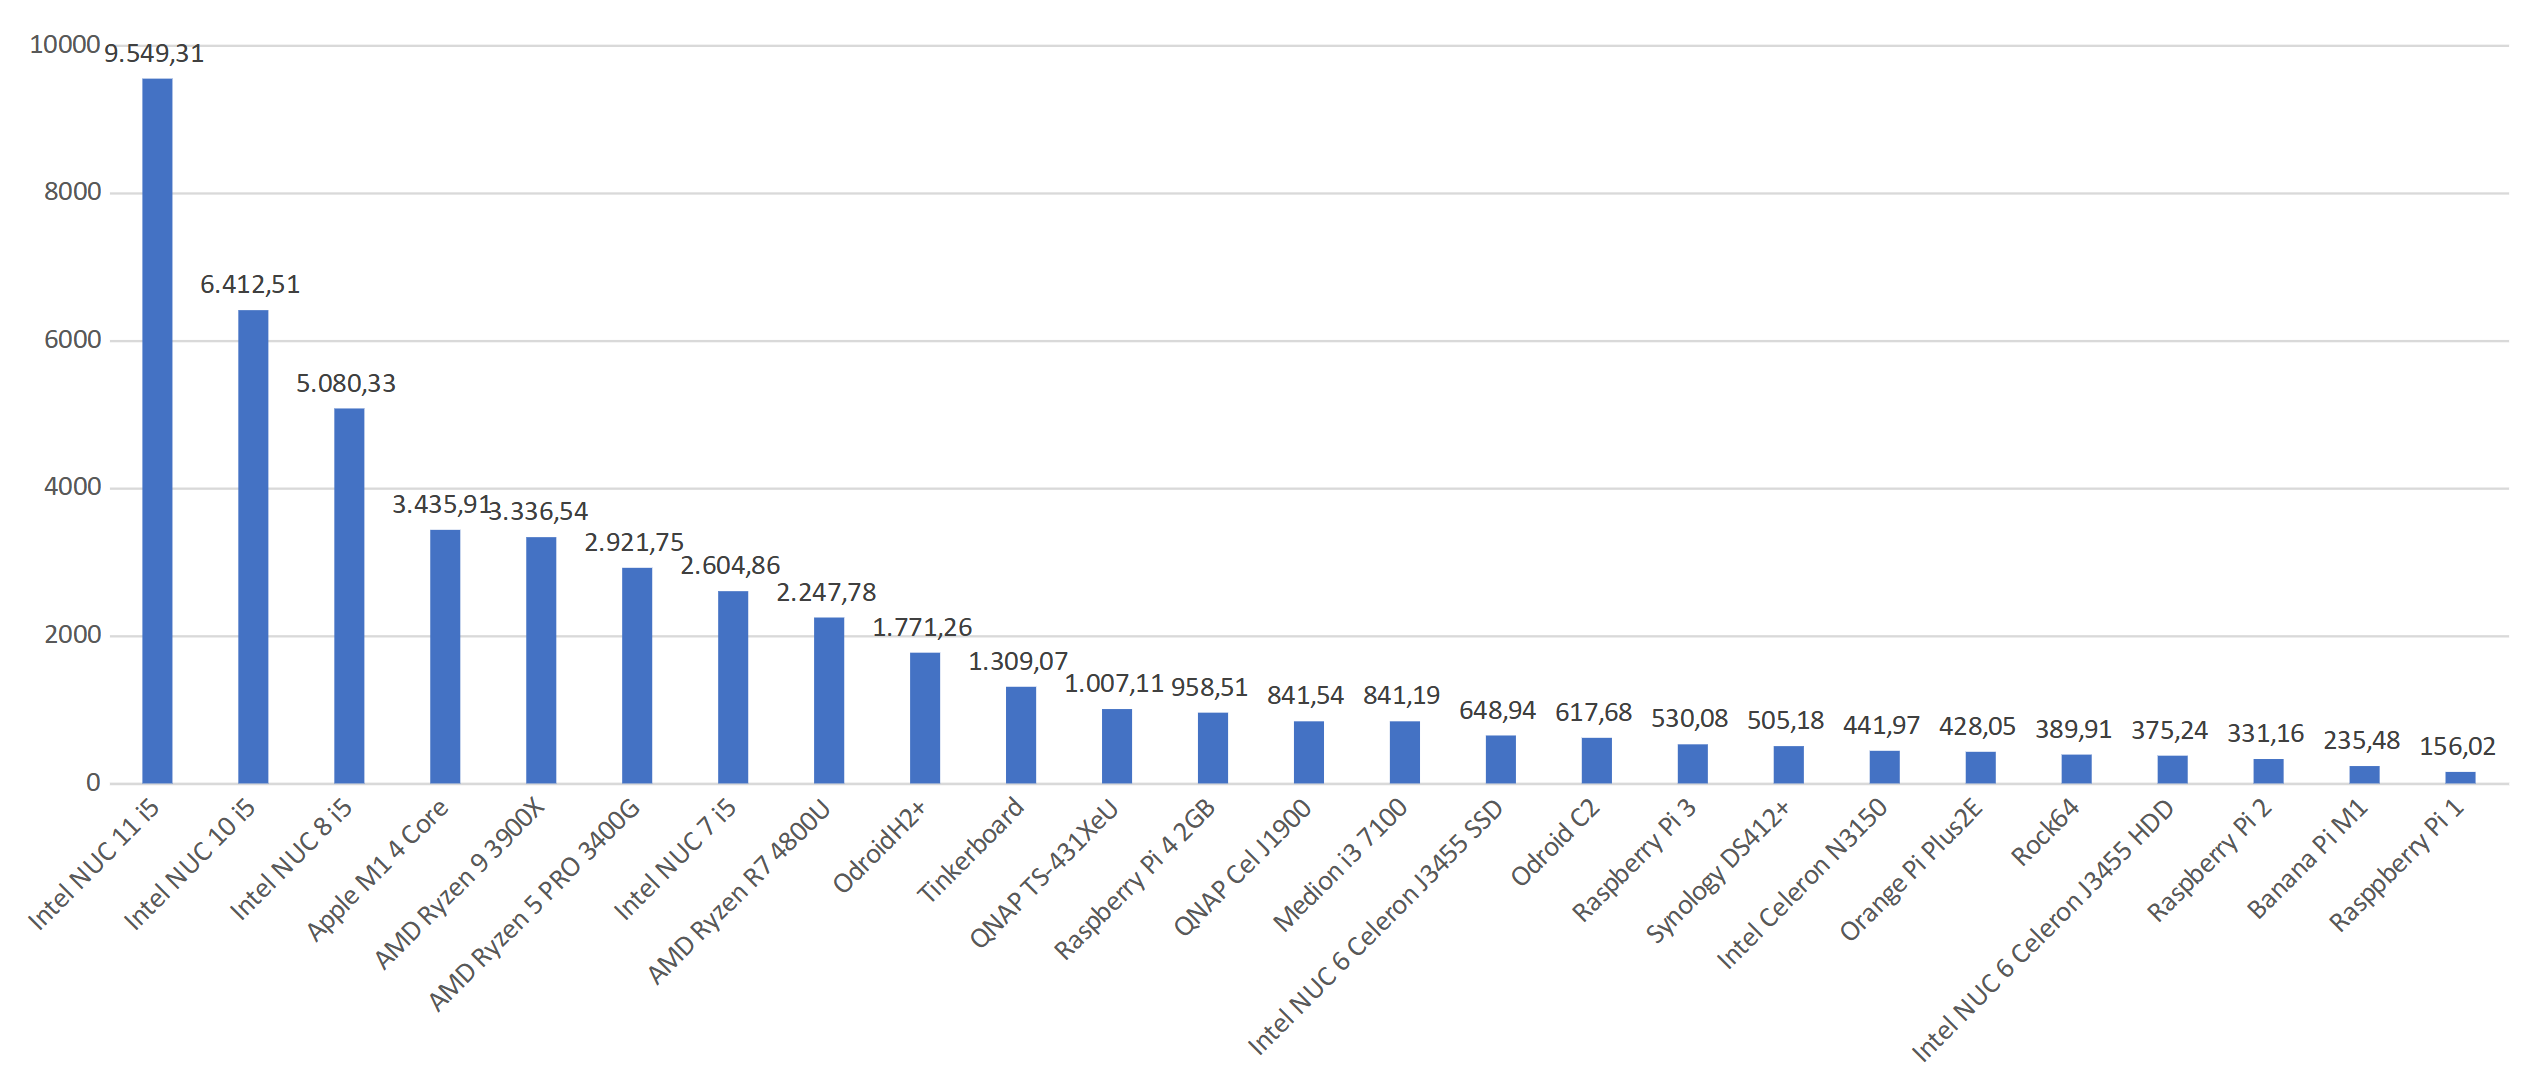 10000
8000
6000
4000
2000
0
9.549,31
6.412,51
5.080,33
3.435,91
3.336,54
2.921,75
2.604,86
2.247,78
1.771,26
1.309,07
1.007,11
958,51
841,54
841,19
648,94
617,68
530,08
505,18
441,97
428,05
389,91
375,24
331,16
235,48
156,02
Intel NUC 11 i5
Intel NUC 10 i5
Intel NUC 8 i5
Apple M1 4 Core
AMD Ryzen 9 3900X
AMD Ryzen 5 PRO 3400G
Intel NUC 7 i5
AMD Ryzen R7 4800U
OdroidH2+
Tinkerboard
QNAP TS-431XeU
Raspberry Pi 4 2GB
QNAP Cel J1900
Medion i3 7100
Intel NUC 6 Celeron J3455 SSD
Odroid C2
Raspberry Pi 3
Synology DS412+
Intel Celeron N3150
Orange Pi Plus2E
Rock64
Intel NUC 6 Celeron J3455 HDD
Raspberry Pi 2
Banana Pi M1
Rasppberry Pi 1